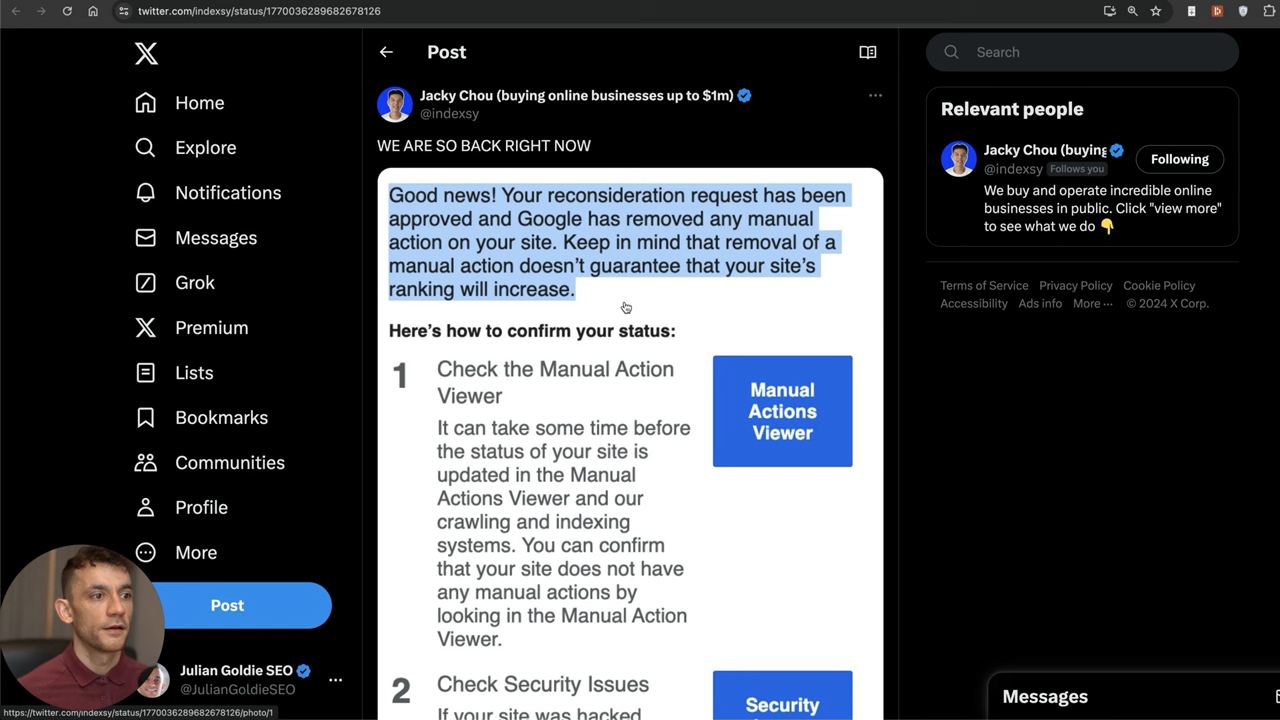 twitter.com/indexsy/status/1770036289682678126
Home
Explore
Notifications
Messages
Grok
Premium
Lists
Bookmarks
Communities
Profile
More
Post
Julian Goldie SEO
@JulianGoldieSEO
https://twitter.com/indexsy/status/1770036289682678126/photo/1
Post
Jacky Chou (buying online businesses up to $1m)
@indexsy
WE ARE SO BACK RIGHT NOW
Good news! Your reconsideration request has been
approved and Google has removed any manual
action on your site. Keep in mind that removal of a
manual action doesn’t guarantee that your site’s
ranking will increase.
Here’s how to confirm your status:
1 Check the Manual Action
Viewer
It can take some time before
the status of your site is
updated in the Manual
Actions Viewer and our
crawling and indexing
systems. You can confirm
that your site does not have
any manual actions by
looking in the Manual Action
Viewer.
Manual
Actions
Viewer
2 Check Security Issues
If your site was hacked
Security
Search
Relevant people
Jacky Chou (buying
@indexsy Follows you
Following
We buy and operate incredible online
businesses in public. Click "view more"
to see what we do 👇
Terms of Service Privacy Policy Cookie Policy
Accessibility Ads info More ··· © 2024 X Corp.
Messages